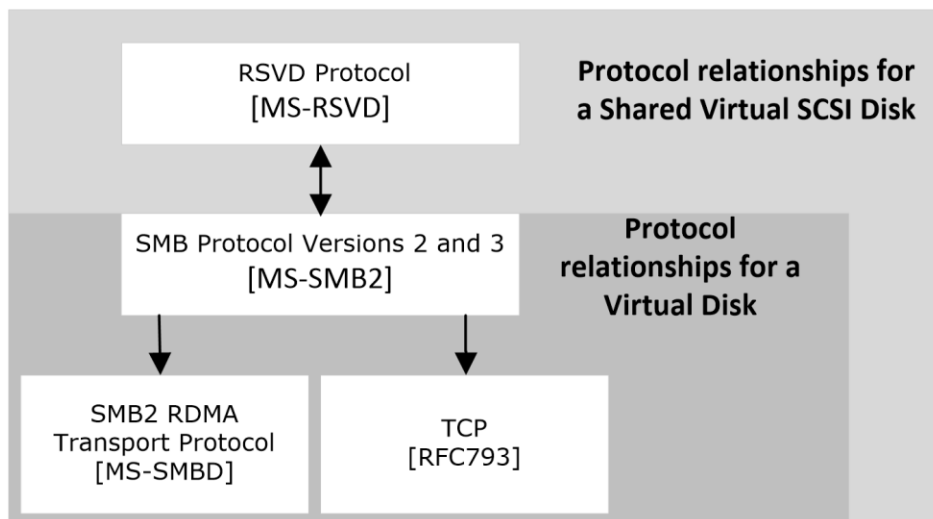 RSVD Protocol
[MS-RSVD]
Protocol relationships for
a Shared Virtual SCSI Disk
SMB Protocol Versions 2 and 3
[MS-SMB2]
Protocol
relationships for a
Virtual Disk
SMB2 RDMA
Transport Protocol
[MS-SMBD]
TCP
[RFC793]